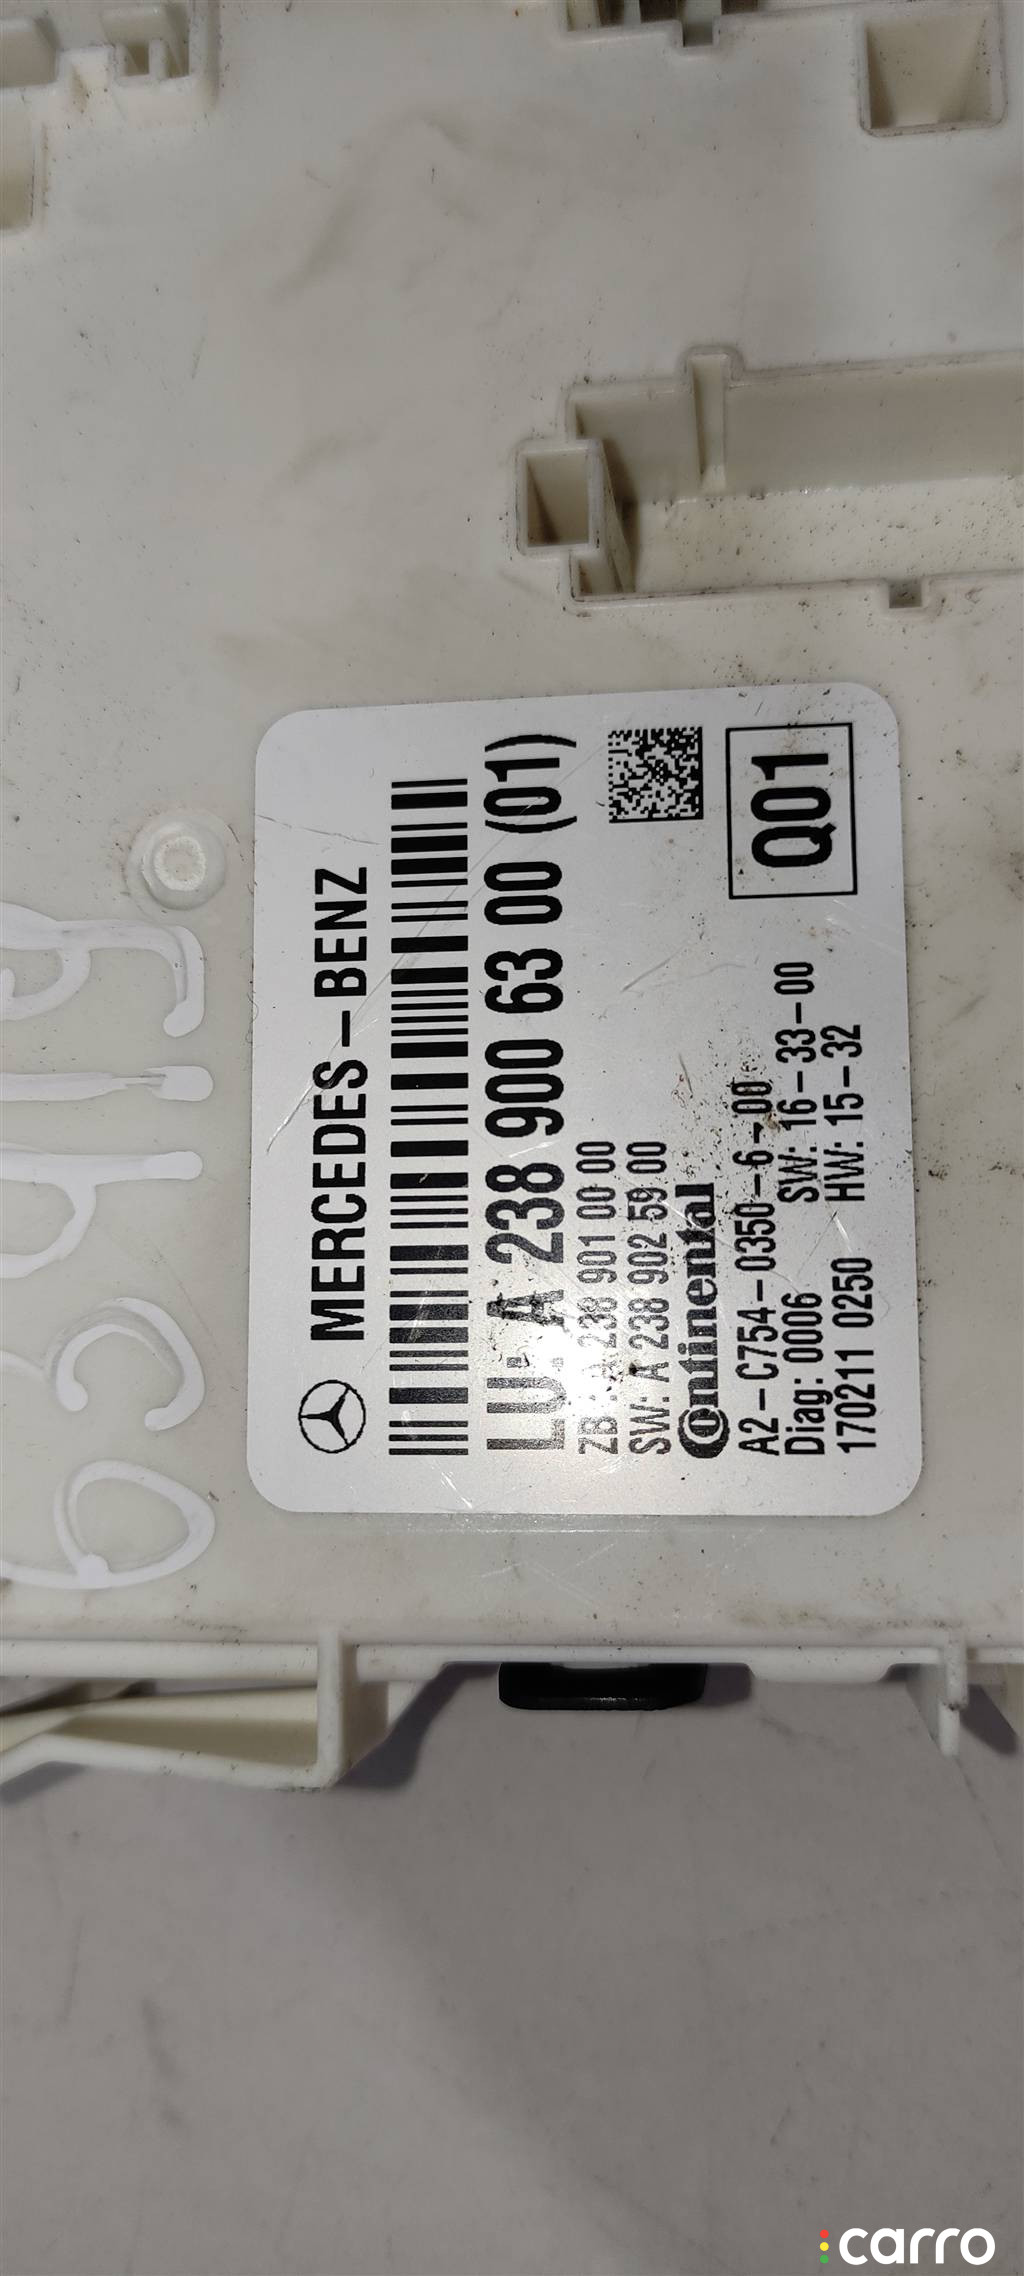 MERCEDES-BENZ
LU: A 238 900 63 00 (01)
ZB: A 238 901 00 00
SW: A 238 902 59 00
Continental
A2-C754-0350-6-00
Diag: 0006 SW: 16-33-00
170211 0250 HW: 15-32
Q01
carro